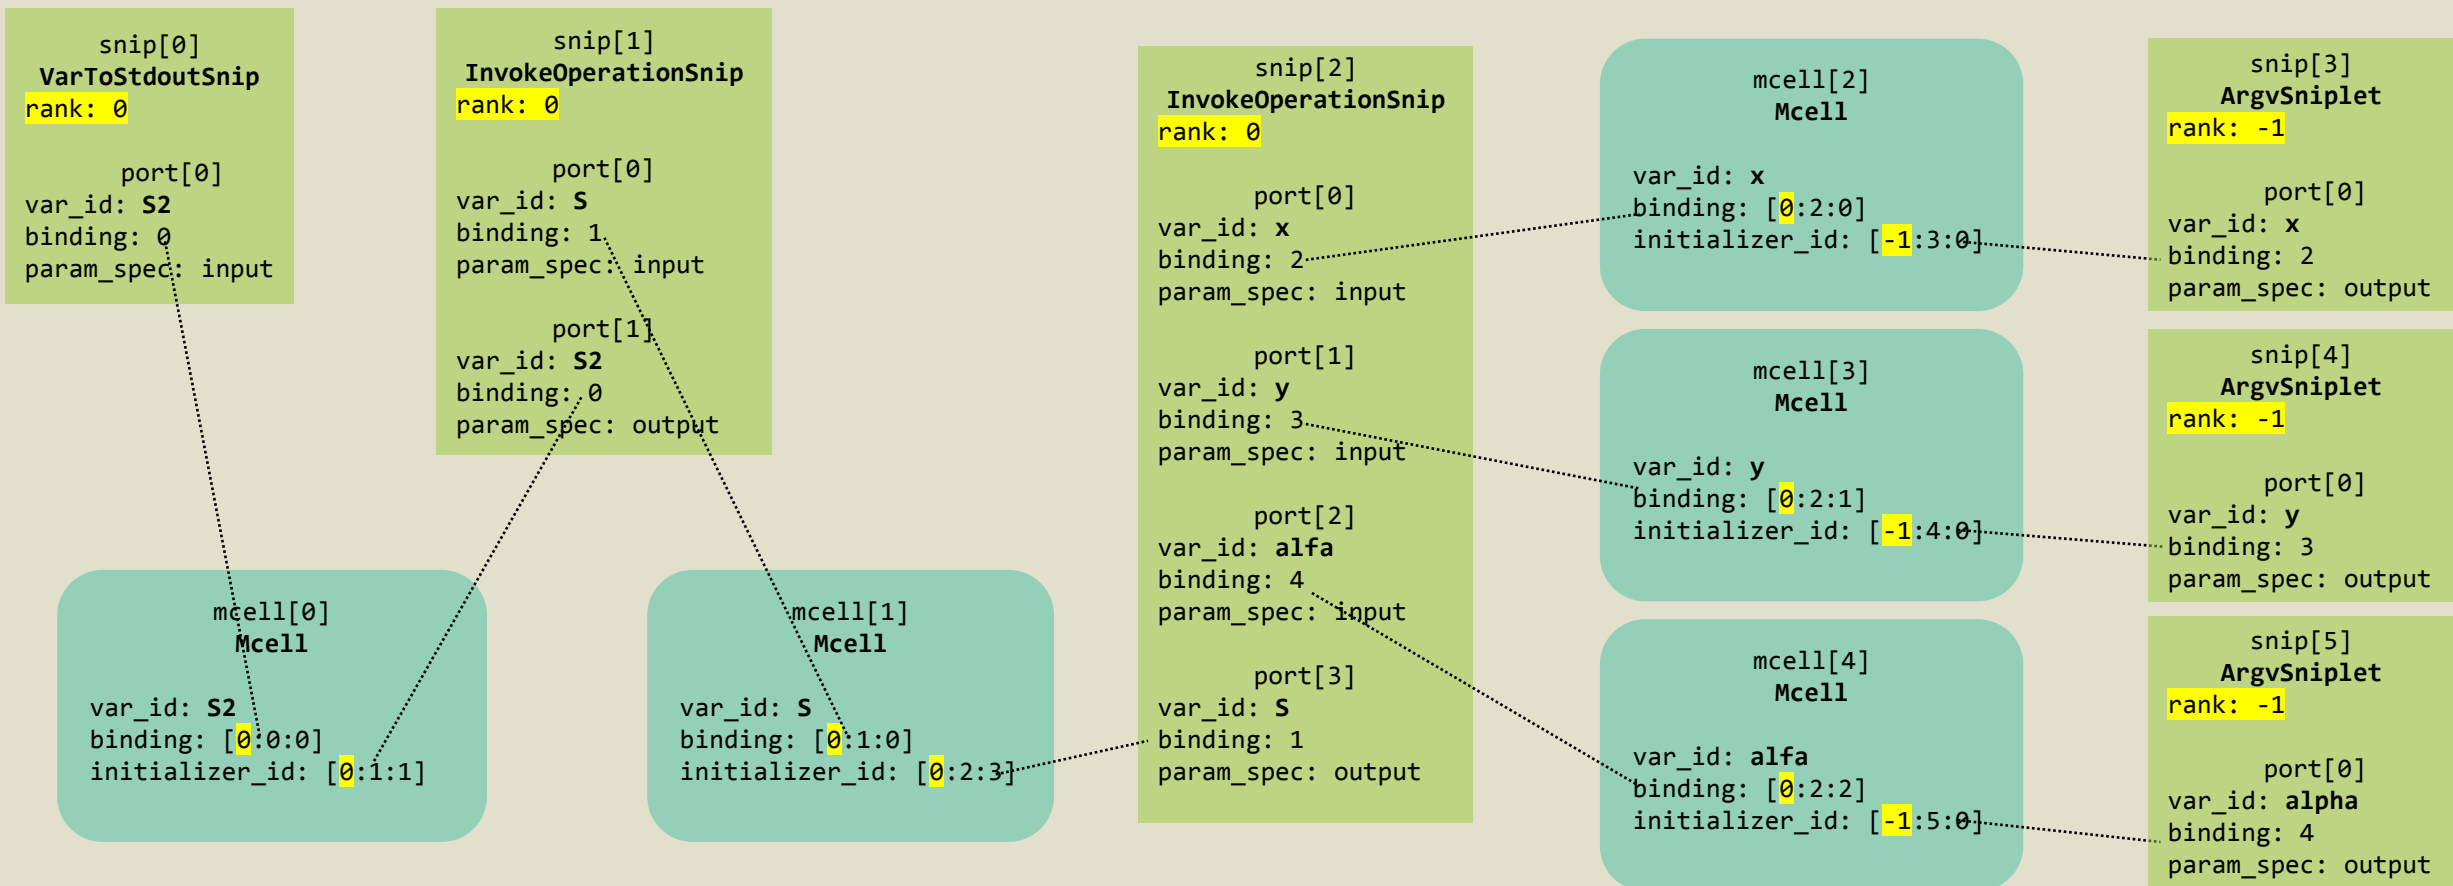 snip[0]
VarToStdoutSnip
rank: 0
port[0]
var_id: S2
binding: 0
param_spec: input
snip[1]
InvokeOperationSnip
rank: 0
port[0]
var_id: S
binding: 1
param_spec: input
port[1]
var_id: S2
binding: 0
param_spec: output
mcell[0]
Mcell
var_id: S2
binding: [0:0:0]
initializer_id: [0:1:1]
mcell[1]
Mcell
var_id: S
binding: [0:1:0]
initializer_id: [0:2:3]
snip[2]
InvokeOperationSnip
rank: 0
port[0]
var_id: x
binding: 2
param_spec: input
port[1]
var_id: y
binding: 3
param_spec: input
port[2]
var_id: alfa
binding: 4
param_spec: input
port[3]
var_id: S
binding: 1
param_spec: output
mcell[2]
Mcell
var_id: x
binding: [0:2:0]
initializer_id: [-1:3:0]
mcell[3]
Mcell
var_id: y
binding: [0:2:1]
initializer_id: [-1:4:0]
mcell[4]
Mcell
var_id: alfa
binding: [0:2:2]
initializer_id: [-1:5:0]
snip[3]
ArgvSniplet
rank: -1
port[0]
var_id: x
binding: 2
param_spec: output
snip[4]
ArgvSniplet
rank: -1
port[0]
var_id: y
binding: 3
param_spec: output
snip[5]
ArgvSniplet
rank: -1
port[0]
var_id: alpha
binding: 4
param_spec: output